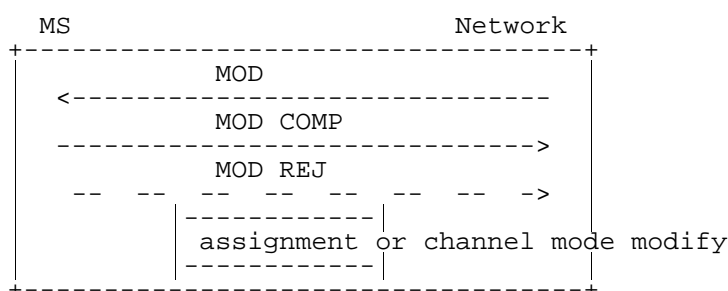 MS Network
MOD
MOD COMP
MOD REJ
assignment or channel mode modify